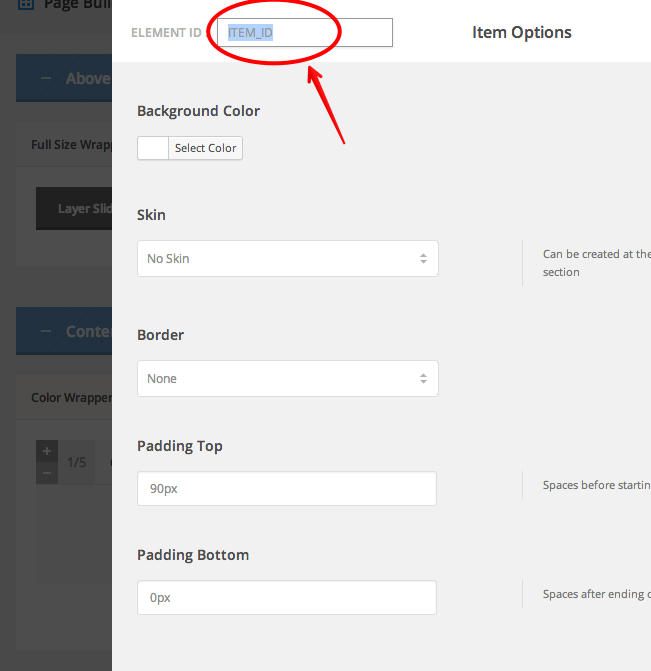 Page Buil
ELEMENT ID :
ITEM_ID
Item Options
Above
Full Size Wrapp
Layer Slid
Background Color
Select Color
Skin
No Skin
Can be created at the
section
Border
None
Conte
Color Wrapper
1/5
Padding Top
90px
Spaces before startin
Padding Bottom
0px
Spaces after ending o